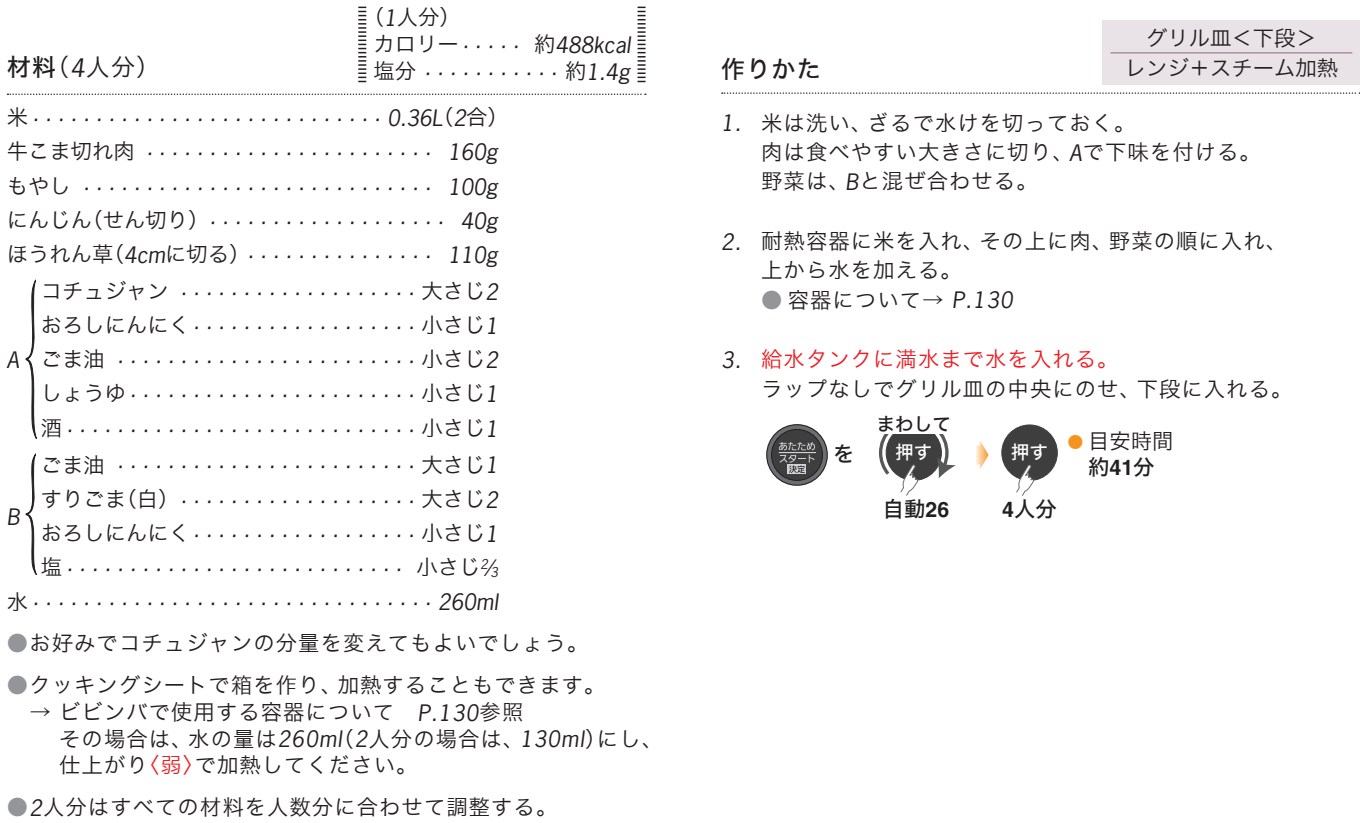 (1人分)
カロリー····· 約488kcal
塩分 ··········· 約1.4g
材料(4人分)
米···························· 0.36L(2合)
牛こま切れ肉 ······················· 160g
もやし ···························· 100g
にんじん(せん切り) ··················· 40g
ほうれん草(4cmに切る) ··············· 110g
A
コチュジャン ···················大さじ2
おろしにんにく··················小さじ1
ごま油 ························小さじ2
しょうゆ·······················小さじ1
酒····························小さじ1
B
ごま油 ························大さじ1
すりごま(白) ···················大さじ2
おろしにんにく··················小さじ1
塩··························· 小さじ⅔
水································ 260ml
●お好みでコチュジャンの分量を変えてもよいでしょう。
●クッキングシートで箱を作り、加熱することもできます。
→ ビビンバで使用する容器について P.130参照
その場合は、水の量は260ml(2人分の場合は、130ml)にし、
仕上がり〈弱〉で加熱してください。
●2人分はすべての材料を人数分に合わせて調整する。
作りかた
グリル皿<下段>
レンジ+スチーム加熱
1. 米は洗い、ざるで水けを切っておく。
肉は食べやすい大きさに切り、Aで下味を付ける。
野菜は、Bと混ぜ合わせる。
2. 耐熱容器に米を入れ、その上に肉、野菜の順に入れ、
上から水を加える。
● 容器について→ P.130
3. 給水タンクに満水まで水を入れる。
ラップなしでグリル皿の中央にのせ、下段に入れる。
あたため
スタート
決定
を
まわして
押す
自動26
押す
4人分
● 目安時間
約41分